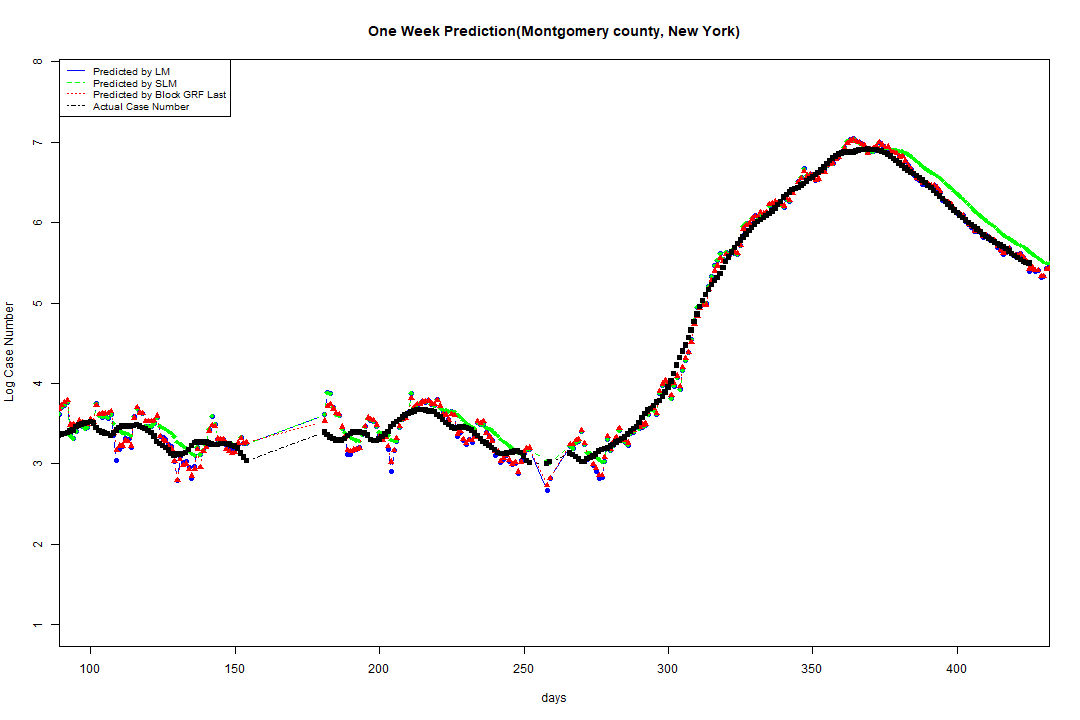 One Week Prediction(Montgomery county, New York)
Predicted by LM
Predicted by SLM
Predicted by Block GRF Last
Actual Case Number
Log Case Number
8
7
6
5
4
3
2
1
100 150 200 250 300 350 400
days